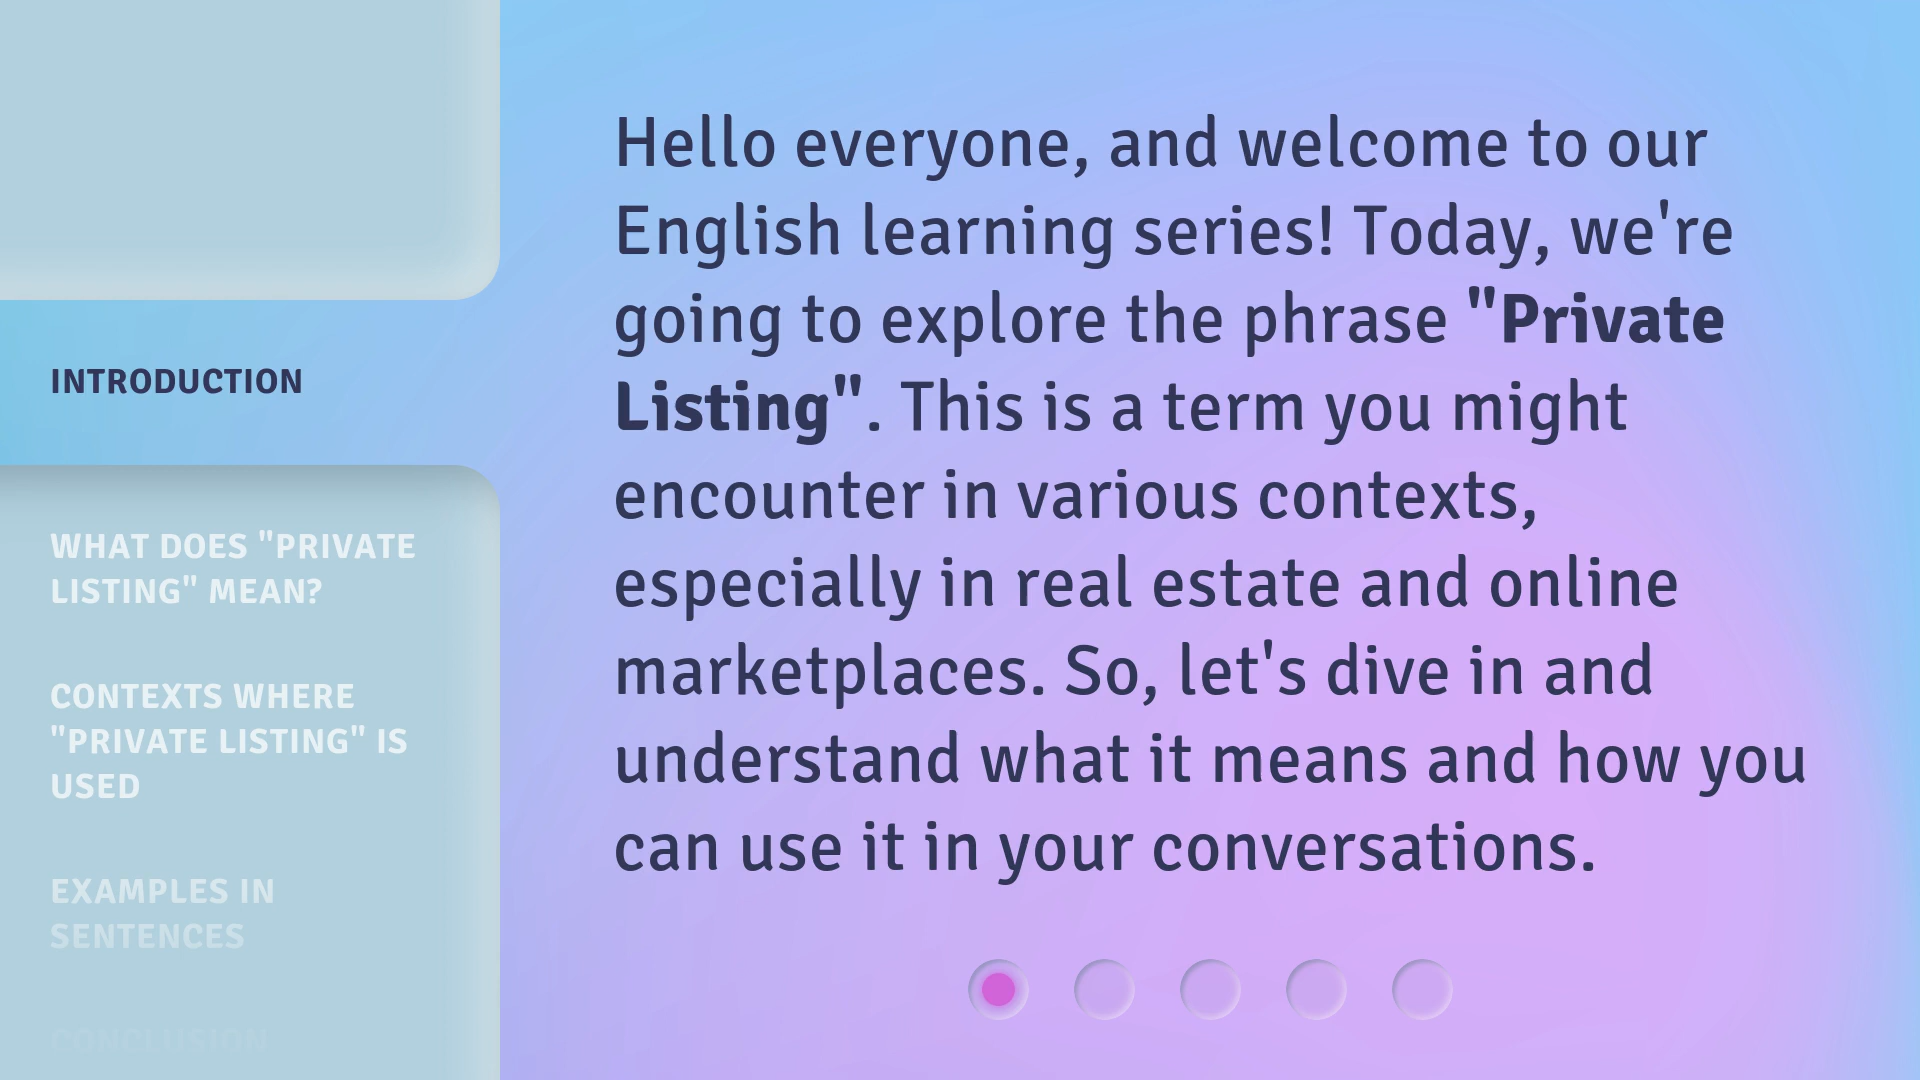 INTRODUCTION
WHAT DOES "PRIVATE
LISTING" MEAN?
CONTEXTS WHERE
"PRIVATE LISTING" IS
USED
EXAMPLES IN
SENTENCES
CONCLUSION
Hello everyone, and welcome to our
English learning series! Today, we're
going to explore the phrase "Private
Listing". This is a term you might
encounter in various contexts,
especially in real estate and online
marketplaces. So, let's dive in and
understand what it means and how you
can use it in your conversations.